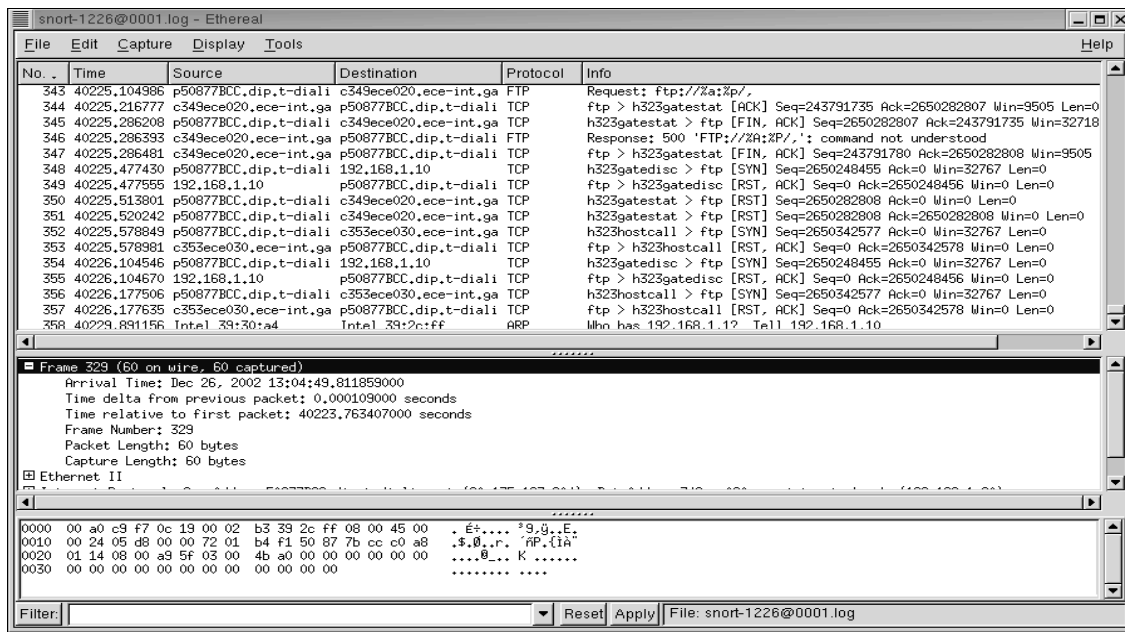 snort-1226@0001.log - Ethereal
File Edit Capture Display Tools Help
No. . Time Source Destination Protocol Info
343 40225.104986 p50877BCC.dip.t-diali c349ece020.ece-int.ga FTP Request: ftp://%a:%p/,
344 40225.216777 c349ece020.ece-int.ga p50877BCC.dip.t-diali TCP ftp > h323gatestat [ACK] Seq=243791735 Ack=2650282807 Win=9505 Len=0
345 40225.286208 p50877BCC.dip.t-diali c349ece020.ece-int.ga TCP h323gatestat > ftp [FIN, ACK] Seq=2650282807 Ack=243791735 Win=32718
346 40225.286393 c349ece020.ece-int.ga p50877BCC.dip.t-diali FTP Response: 500 'FTP://%A:%P/,': command not understood
347 40225.286481 c349ece020.ece-int.ga p50877BCC.dip.t-diali TCP ftp > h323gatestat [FIN, ACK] Seq=243791780 Ack=2650282808 Win=9505
348 40225.477430 p50877BCC.dip.t-diali 192.168.1.10 TCP h323gatedisc > ftp [SYN] Seq=2650248455 Ack=0 Win=32767 Len=0
349 40225.477555 192.168.1.10 p50877BCC.dip.t-diali TCP ftp > h323gatedisc [RST, ACK] Seq=0 Ack=2650248456 Win=0 Len=0
350 40225.513801 p50877BCC.dip.t-diali c349ece020.ece-int.ga TCP h323gatestat > ftp [RST] Seq=2650282808 Ack=0 Win=0 Len=0
351 40225.520242 p50877BCC.dip.t-diali c349ece020.ece-int.ga TCP h323gatestat > ftp [RST] Seq=2650282808 Ack=2650282808 Win=0 Len=0
352 40225.578849 p50877BCC.dip.t-diali c353ece030.ece-int.ga TCP h323hostcall > ftp [SYN] Seq=2650342577 Ack=0 Win=32767 Len=0
353 40225.578981 c353ece030.ece-int.ga p50877BCC.dip.t-diali TCP ftp > h323hostcall [RST, ACK] Seq=0 Ack=2650342578 Win=0 Len=0
354 40226.104546 p50877BCC.dip.t-diali 192.168.1.10 TCP h323gatedisc > ftp [SYN] Seq=2650248455 Ack=0 Win=32767 Len=0
355 40226.104670 192.168.1.10 p50877BCC.dip.t-diali TCP ftp > h323gatedisc [RST, ACK] Seq=0 Ack=2650248456 Win=0 Len=0
356 40226.177506 p50877BCC.dip.t-diali c353ece030.ece-int.ga TCP h323hostcall > ftp [SYN] Seq=2650342577 Ack=0 Win=32767 Len=0
357 40226.177635 c353ece030.ece-int.ga p50877BCC.dip.t-diali TCP ftp > h323hostcall [RST, ACK] Seq=0 Ack=2650342578 Win=0 Len=0
358 40229.891156 Intel_39:30:a4 Intel_39:2c:ff ARP Who has 192.168.1.1? Tell 192.168.1.10
Frame 329 (60 on wire, 60 captured)
Arrival Time: Dec 26, 2002 13:04:49.811859000
Time delta from previous packet: 0.000109000 seconds
Time relative to first packet: 40223.763407000 seconds
Frame Number: 329
Packet Length: 60 bytes
Capture Length: 60 bytes
Ethernet II
0000 00 a0 c9 f7 0c 19 00 02 b3 39 2c ff 08 00 45 00 . É÷.... ³9,ÿ..E.
0010 00 24 05 d8 00 00 72 01 b4 f1 50 87 7b cc c0 a8 .$.Ø..r. ´ñP.{ÌÀ¨
0020 01 14 08 00 a9 5f 03 00 4b a0 00 00 00 00 00 00 ....©_.. K ......
0030 00 00 00 00 00 00 00 00 00 00 00 00 ........ ....
Filter: Reset Apply File: snort-1226@0001.log